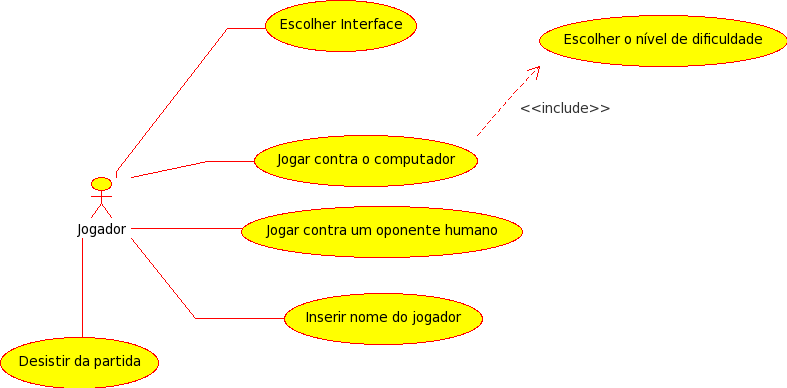 Escolher Interface
Escolher o nível de dificuldade
<<include>>
Jogar contra o computador
Jogador
Jogar contra um oponente humano
Inserir nome do jogador
Desistir da partida